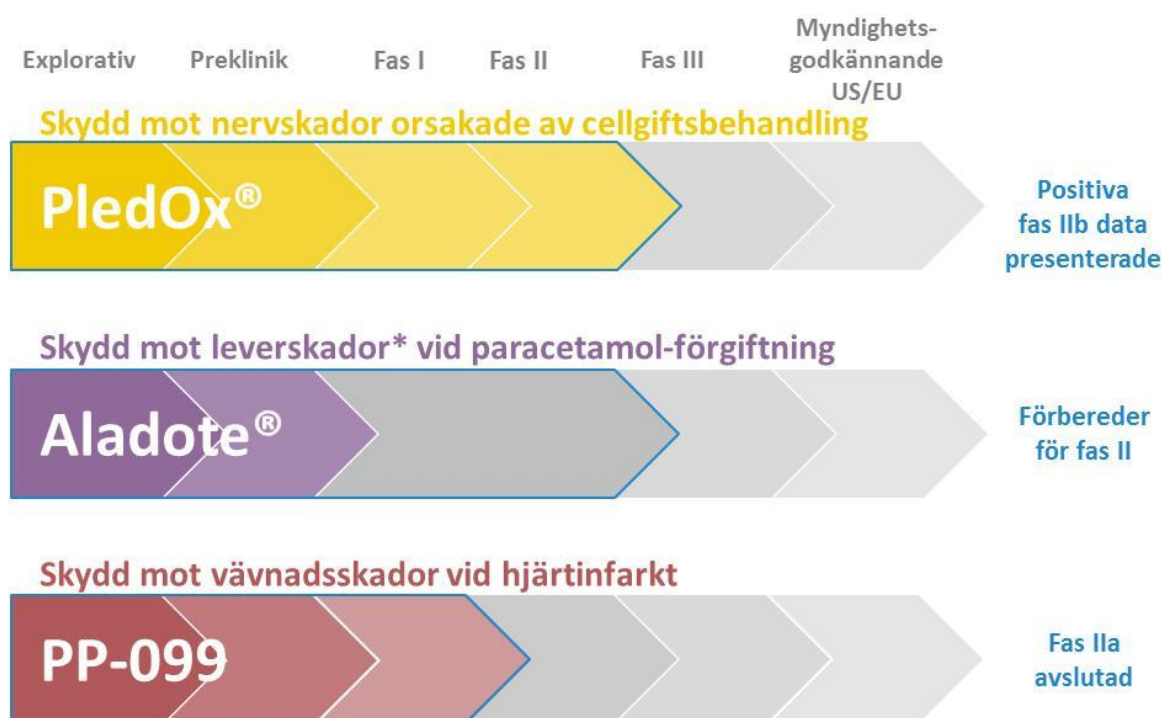 Explorativ Preklinik Fas I Fas II Fas III Myndighets-
godkännande
US/EU
Skydd mot nervskador orsakade av cellgiftsbehandling
PledOx®
Positiva
fas IIb data
presenterade
Skydd mot leverskador* vid paracetamol-förgiftning
Aladote®
Förbereder
för fas II
Skydd mot vävnadsskador vid hjärtinfarkt
PP-099
Fas IIa
avslutad